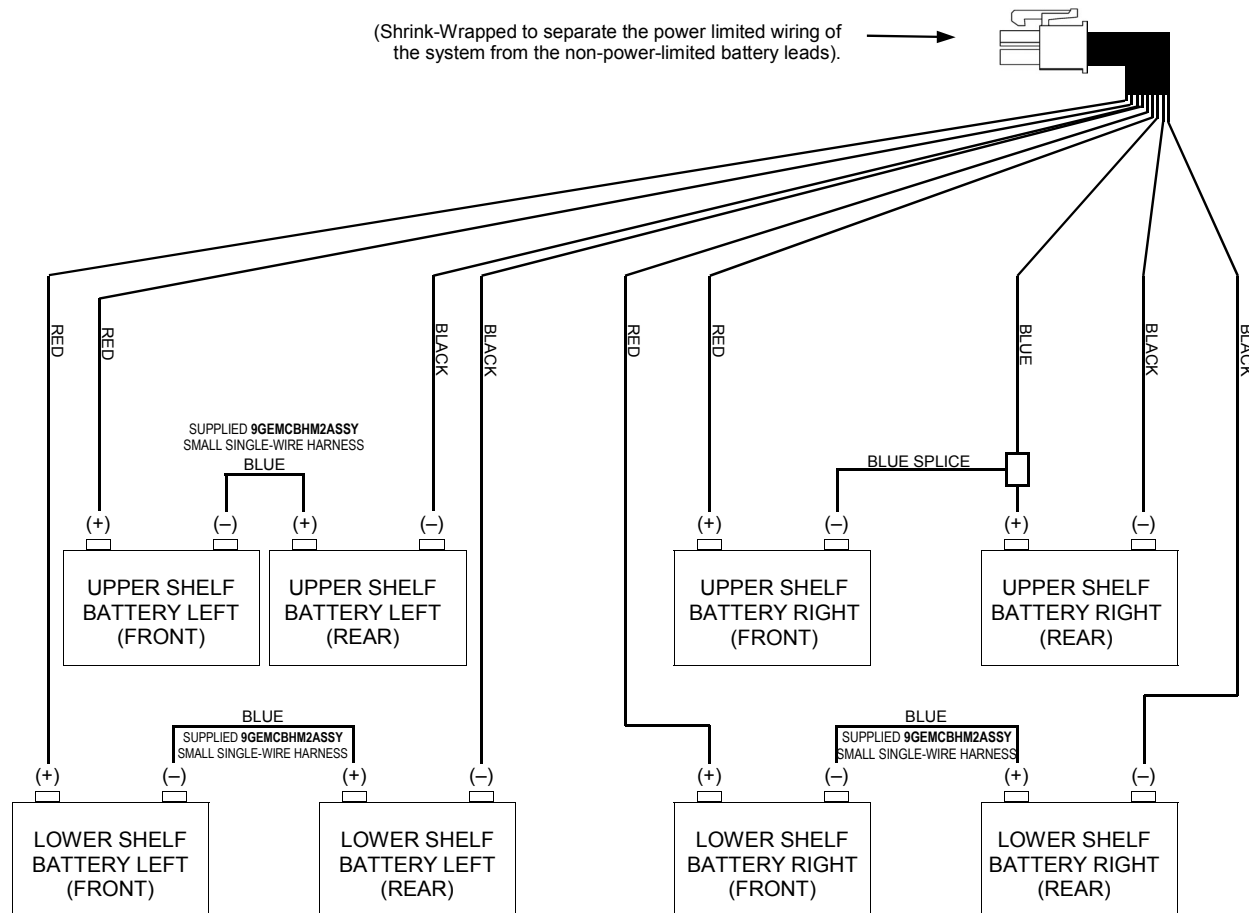 (Shrink-Wrapped to separate the power limited wiring of
the system from the non-power-limited battery leads).
RED
RED
BLACK
BLACK
RED
RED
BLUE
BLACK
BLACK
SUPPLIED 9GEMCBHM2ASSY
SMALL SINGLE-WIRE HARNESS
BLUE
BLUE SPLICE
(+)
(–)
(+)
(–)
(+)
(–)
(+)
(–)
UPPER SHELF
BATTERY LEFT
(FRONT)
UPPER SHELF
BATTERY LEFT
(REAR)
UPPER SHELF
BATTERY RIGHT
(FRONT)
UPPER SHELF
BATTERY RIGHT
(REAR)
BLUE
SUPPLIED 9GEMCBHM2ASSY
SMALL SINGLE-WIRE HARNESS
BLUE
SUPPLIED 9GEMCBHM2ASSY
SMALL SINGLE-WIRE HARNESS
(+)
(–)
(+)
(–)
(+)
(–)
(+)
(–)
LOWER SHELF
BATTERY LEFT
(FRONT)
LOWER SHELF
BATTERY LEFT
(REAR)
LOWER SHELF
BATTERY RIGHT
(FRONT)
LOWER SHELF
BATTERY RIGHT
(REAR)